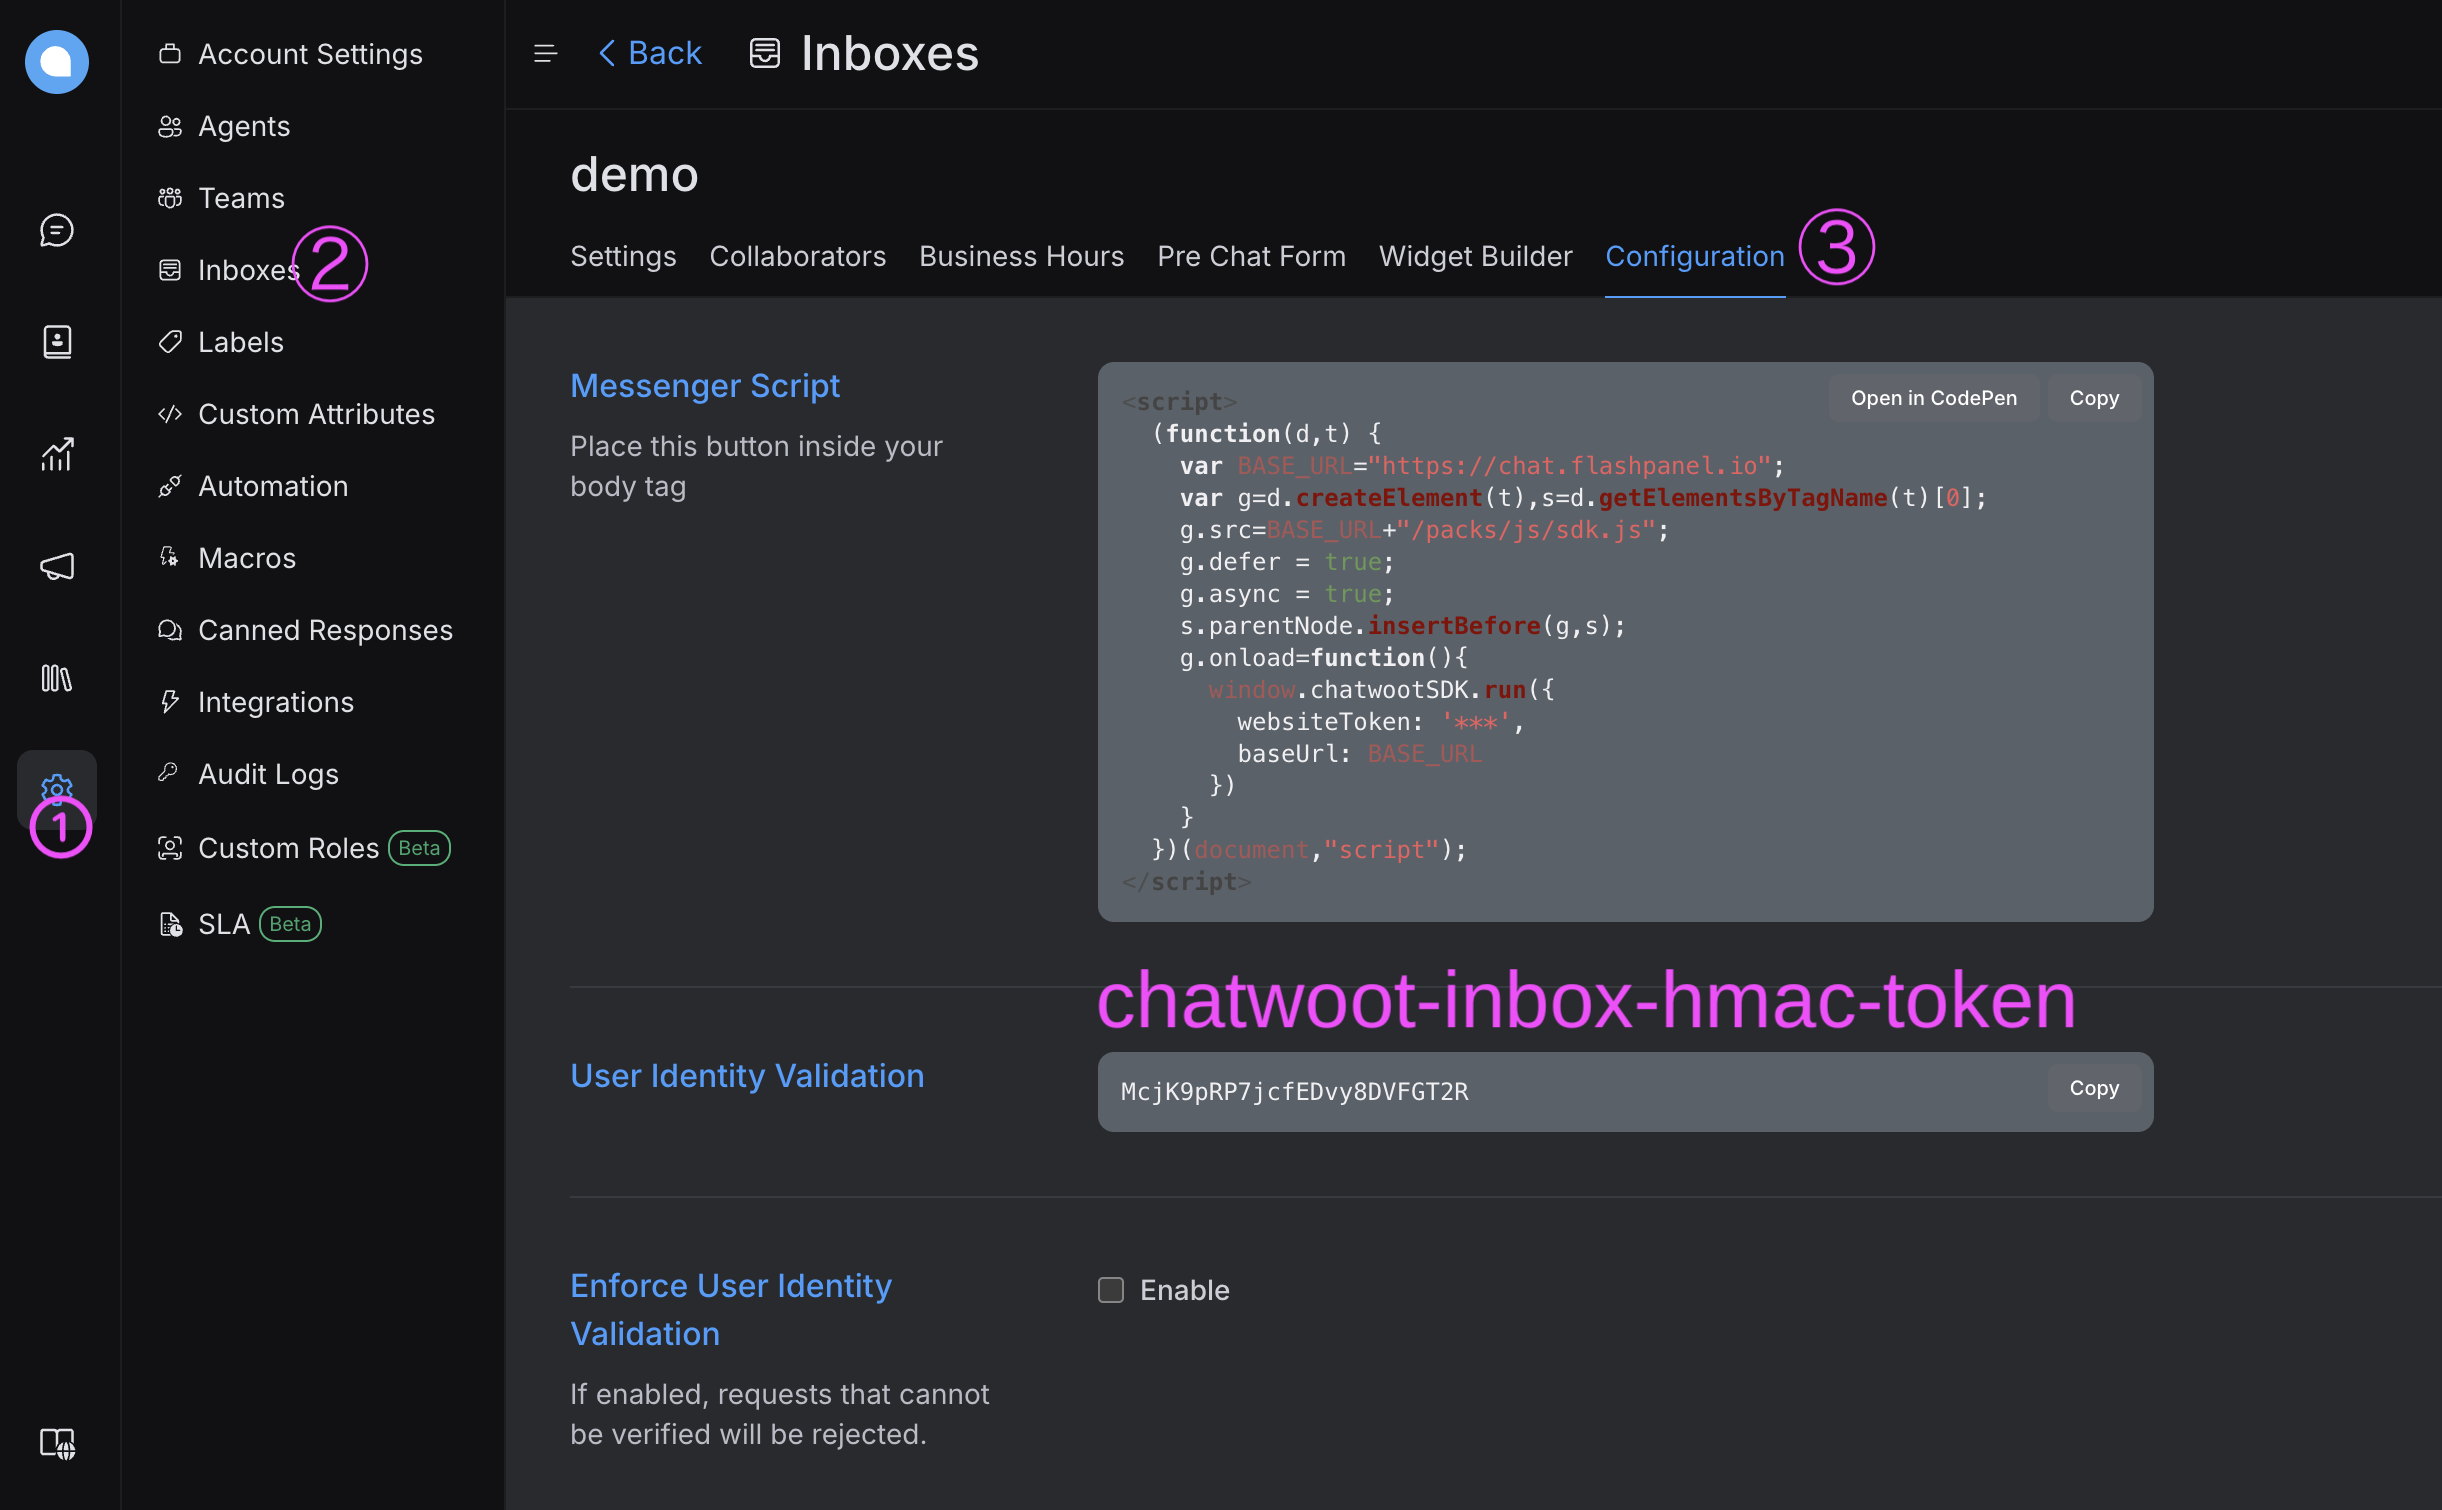 Account Settings
Agents
Teams
Inboxes
2
Labels
Custom Attributes
Automation
Macros
Canned Responses
Integrations
Audit Logs
Custom Roles Beta
SLA Beta
1
Back
Inboxes
demo
Settings Collaborators Business Hours Pre Chat Form Widget Builder Configuration
3
Messenger Script
Place this button inside your
body tag
Open in CodePen Copy
<script>
(function(d,t) {
var BASE_URL="https://chat.flashpanel.io";
var g=d.createElement(t),s=d.getElementsByTagName(t)[0];
g.src=BASE_URL+"/packs/js/sdk.js";
g.defer = true;
g.async = true;
s.parentNode.insertBefore(g,s);
g.onload=function(){
window.chatwootSDK.run({
websiteToken: '***',
baseUrl: BASE_URL
})
}
})(document,"script");
</script>
chatwoot-inbox-hmac-token
User Identity Validation
McjK9pRP7jcfEDvy8DVFGT2R
Copy
Enforce User Identity
Validation
If enabled, requests that cannot
be verified will be rejected.
Enable